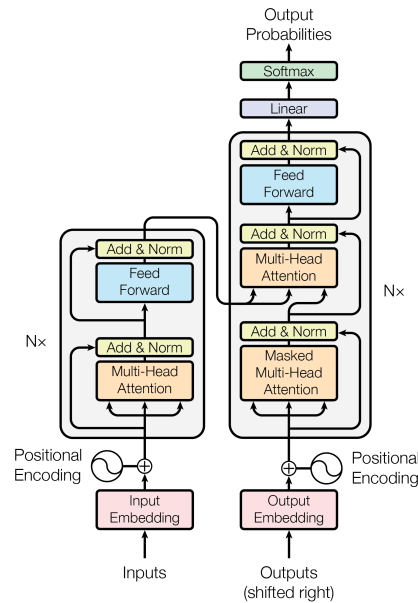 Output
Probabilities
Softmax
Linear
Add & Norm
Feed
Forward
Add & Norm
Multi-Head
Attention
Add & Norm
Masked
Multi-Head
Attention
Nx
Add & Norm
Feed
Forward
Add & Norm
Multi-Head
Attention
Nx
Positional
Encoding
Positional
Encoding
Input
Embedding
Output
Embedding
Inputs
Outputs
(shifted right)